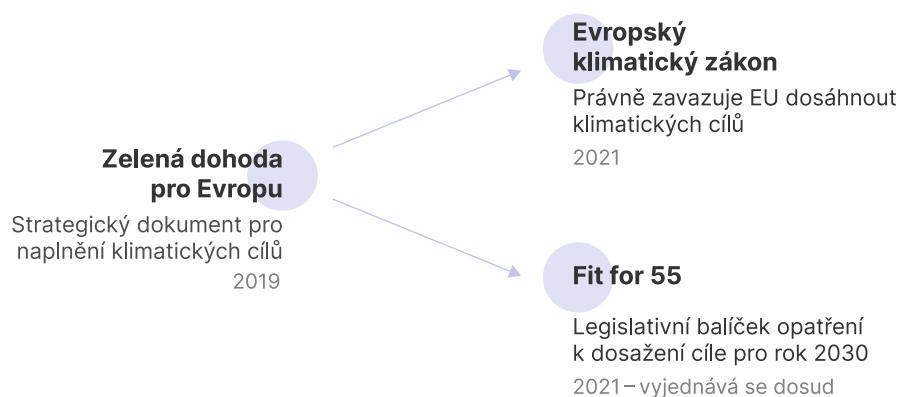 Zelená dohoda
pro Evropu
Strategický dokument pro
naplnění klimatických cílů
2019
Evropský
klimatický zákon
Právně zavazuje EU dosáhnout
klimatických cílů
2021
Fit for 55
Legislativní balíček opatření
k dosažení cíle pro rok 2030
2021 – vyjednává se dosud